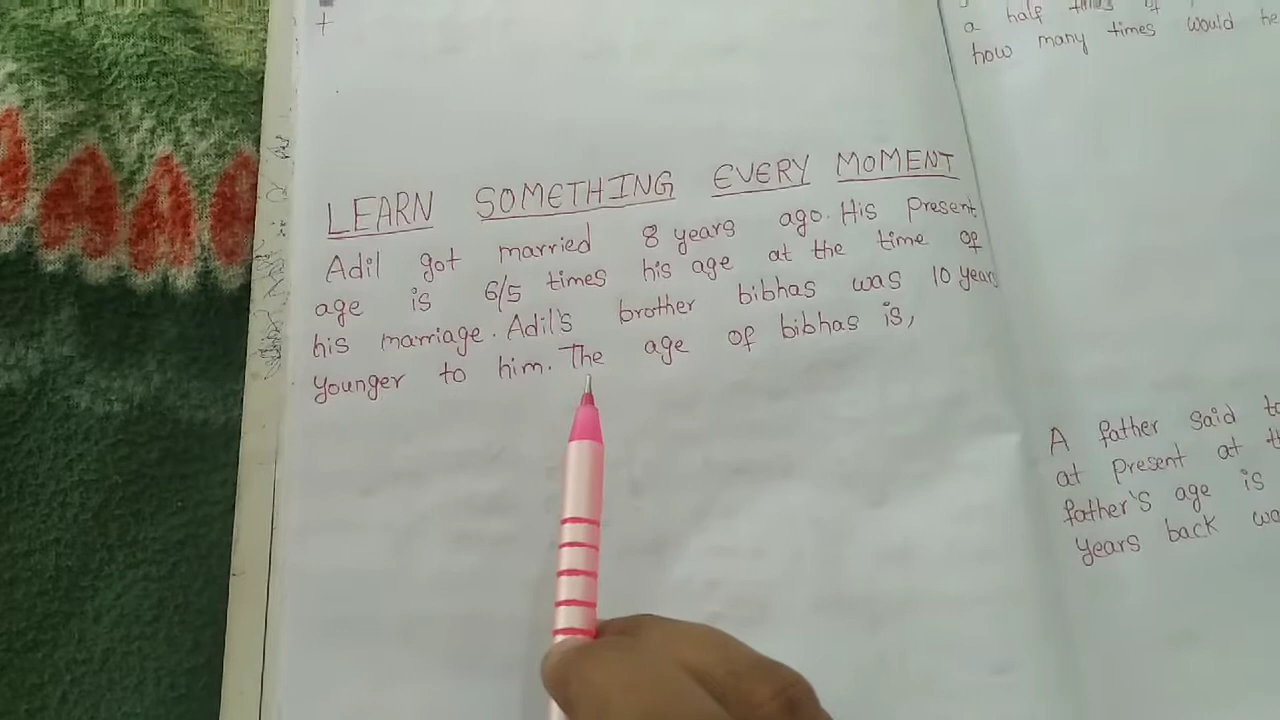 +
LEARN SOMETHING EVERY MOMENT
Adil got married 8 years ago. His present
age is 6/5 times his age at the time of
his marriage. Adil's brother bibhas was 10 years
younger to him. The age of bibhas is,
a half
how many times would he
A father said to
at present at
father's age is
years back